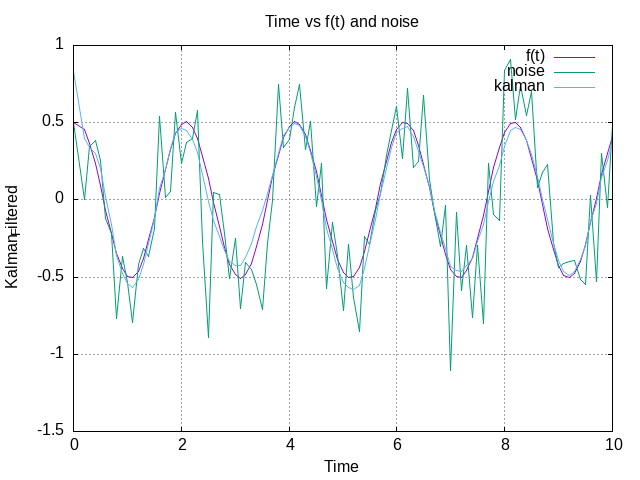 Time vs f(t) and noise
f(t)
noise
kalman
1
0.5
0
-0.5
-1
-1.5
Kalman_Filtered
0 2 4 6 8 10
Time